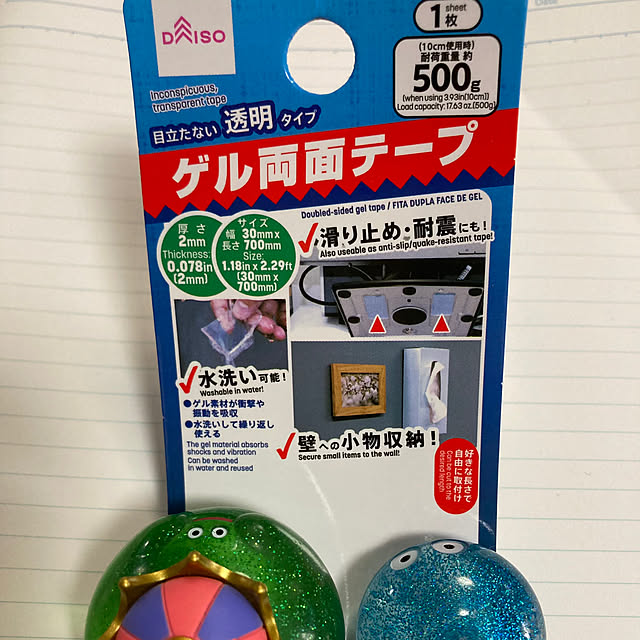 DAISO
1 sheet
枚
Inconspicuous,
transparent tape
(10cm使用時)
耐荷重量 約
500g
(when using 3.93in[10cm])
Load capacity: 17.63 oz.(500g)
目立たない 透明 タイプ
ゲル両面テープ
Doubled-sided gel tape / FITA DUPLA FACE DE GEL
厚さ
2mm
Thickness:
0.078in
(2mm)
サイズ
幅 30mm×
長さ 700mm
Size:
1.18in x 2.29ft
(30mm x
700mm)
滑り止め・耐震にも!
Also useable as anti-slip/quake-resistant tape!
水洗い可能!
Washable in water!
●ゲル素材が衝撃や
振動を吸収
●水洗いして繰り返し
使える
The gel material absorbs
shocks and vibration
Can be washed
in water and reused
壁への小物収納!
Secure small items to the wall!
好きな長さで
自由に取付け
Can be cut to the
desired length